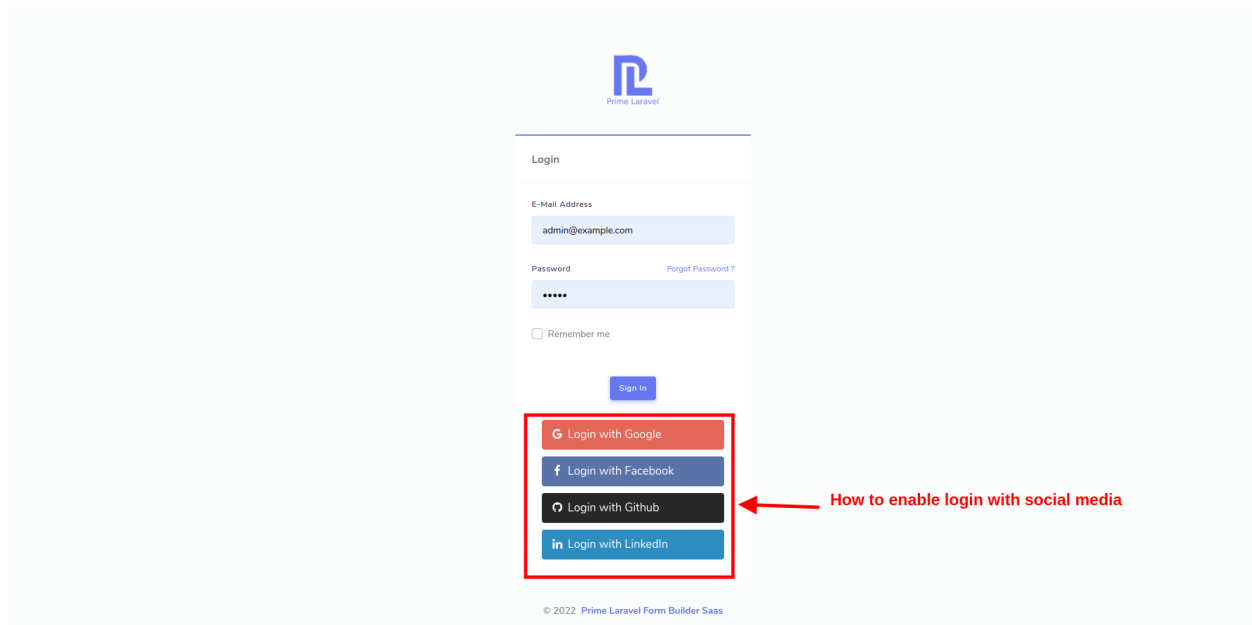 Prime Laravel
Login
E-Mail Address
admin@example.com
Password Forgot Password ?
•••••
Remember me
Sign In
Login with Google
Login with Facebook
Login with Github
How to enable login with social media
in Login with LinkedIn
© 2022 Prime Laravel Form Builder Saas